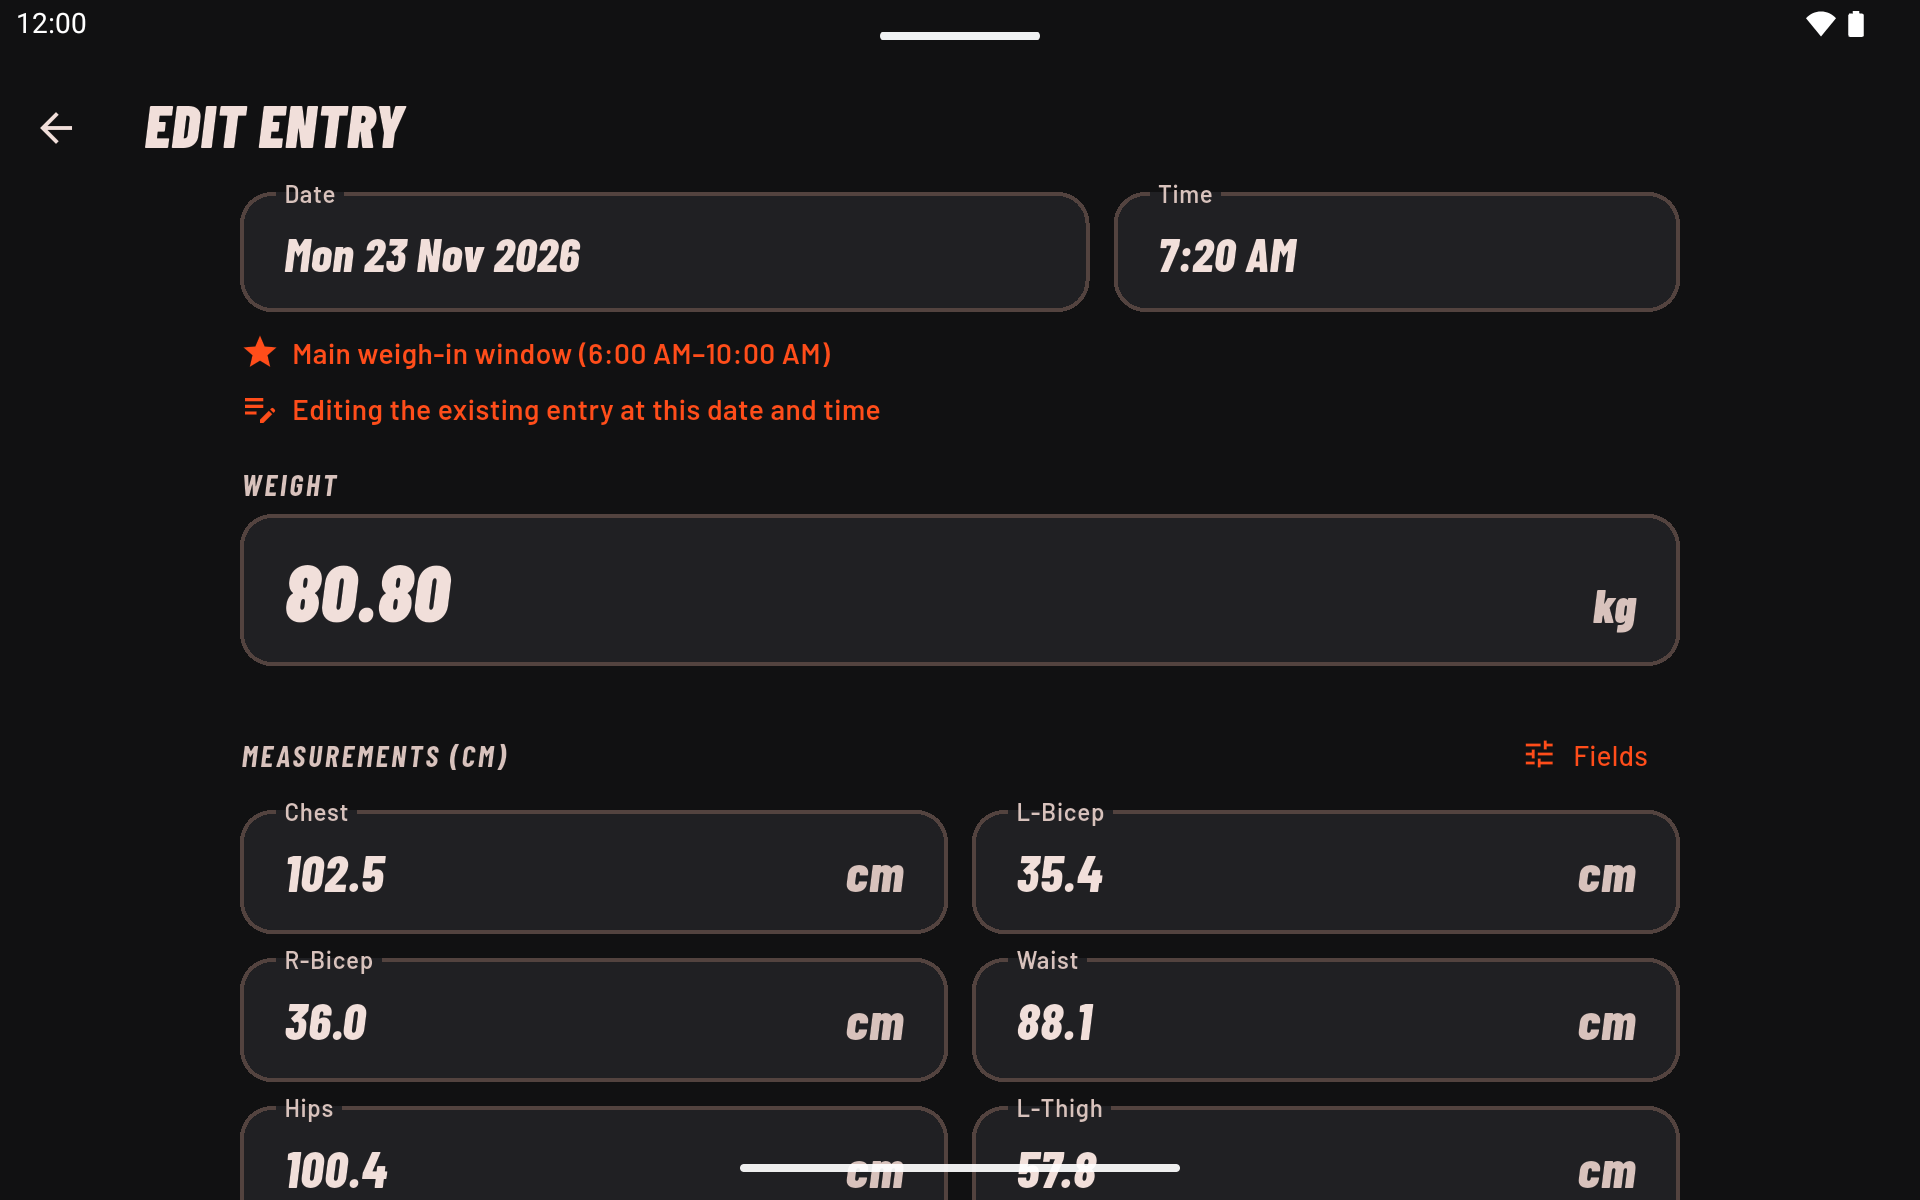 12:00
EDIT ENTRY
Date
Mon 23 Nov 2026
Time
7:20 AM
Main weigh-in window (6:00 AM–10:00 AM)
Editing the existing entry at this date and time
WEIGHT
80.80 kg
MEASUREMENTS (CM)
Fields
Chest
102.5 cm
L-Bicep
35.4 cm
R-Bicep
36.0 cm
Waist
88.1 cm
Hips
100.4 cm
L-Thigh
57.8 cm